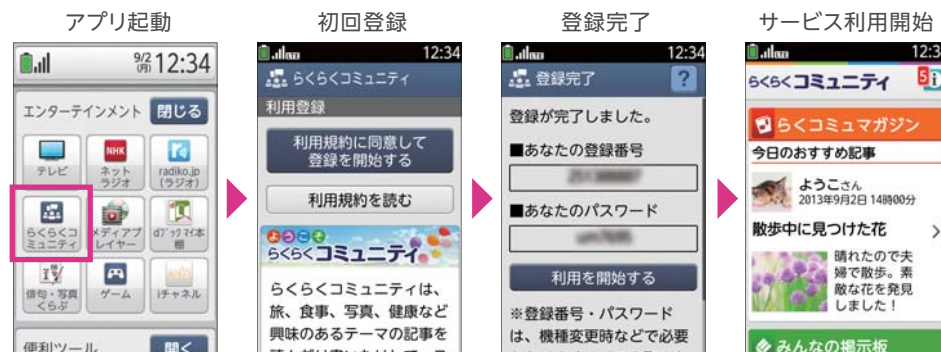 アプリ起動
初回登録
登録完了
サービス利用開始
9/2
(月)
12:34
エンターテインメント
閉じる
テレビ
NHK
ネット
ラジオ
radiko.jp
(ラジオ)
らくらくコ
ミュニティ
メディアプ
レイヤー
dブック マイ本
棚
俳句・写真
くらぶ
ゲーム
iチャネル
便利ツール
開く
12:34
らくらくコミュニティ
利用登録
利用規約に同意して
登録を開始する
利用規約を読む
ようこそ
らくらくコミュニティへ
らくらくコミュニティは、
旅、食事、写真、健康など
興味のあるテーマの記事を
12:34
登録完了
?
登録が完了しました。
■あなたの登録番号
■あなたのパスワード
利用を開始する
※登録番号・パスワード
は、機種変更時などで必要
12:3
らくらくコミュニティ
5
らくコミュマガジン
今日のおすすめ記事
ようこさん
2013年9月2日 14時00分
散歩中に見つけた花
晴れたので夫
婦で散歩。素
敵な花を発見
しました！
みんなの掲示板